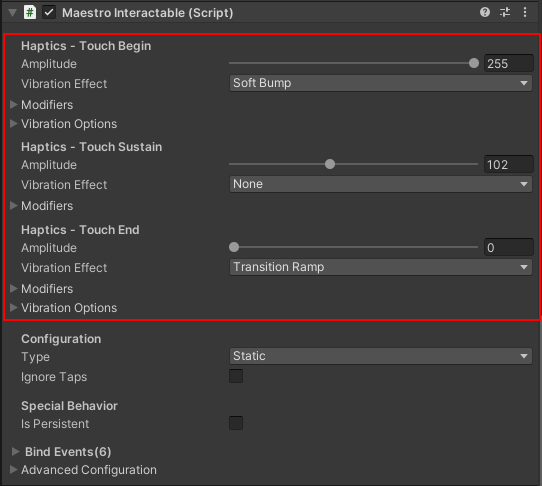 Maestro Interactable (Script)
Haptics - Touch Begin
Amplitude 255
Vibration Effect Soft Bump
Modifiers
Vibration Options
Haptics - Touch Sustain
Amplitude 102
Vibration Effect None
Modifiers
Haptics - Touch End
Amplitude 0
Vibration Effect Transition Ramp
Modifiers
Vibration Options
Configuration
Type Static
Ignore Taps
Special Behavior
Is Persistent
Bind Events(6)
Advanced Configuration